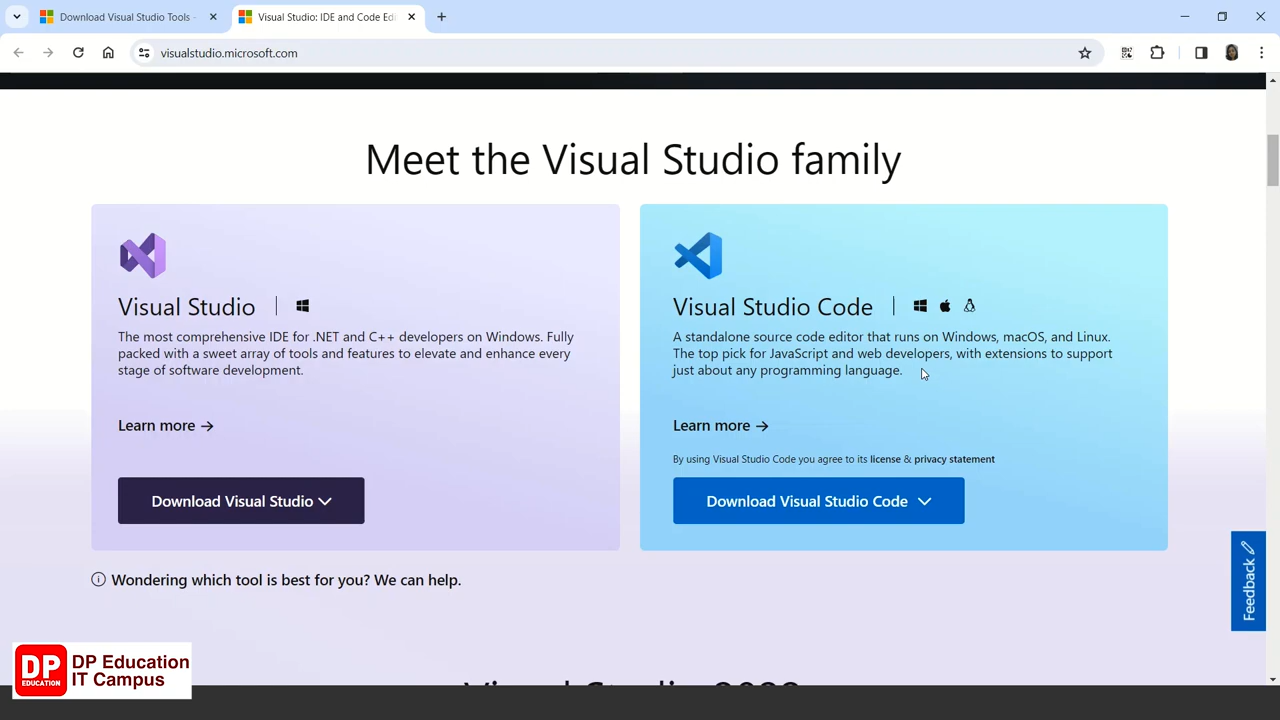 Download Visual Studio Tools -
Visual Studio: IDE and Code Edi
visualstudio.microsoft.com
Meet the Visual Studio family
Visual Studio
The most comprehensive IDE for .NET and C++ developers on Windows. Fully
packed with a sweet array of tools and features to elevate and enhance every
stage of software development.
Learn more →
Download Visual Studio
Visual Studio Code
A standalone source code editor that runs on Windows, macOS, and Linux.
The top pick for JavaScript and web developers, with extensions to support
just about any programming language.
Learn more →
By using Visual Studio Code you agree to its license & privacy statement
Download Visual Studio Code
Wondering which tool is best for you? We can help.
Feedback
Visual Studio 2022
DP
EDUCATION
DP Education
IT Campus